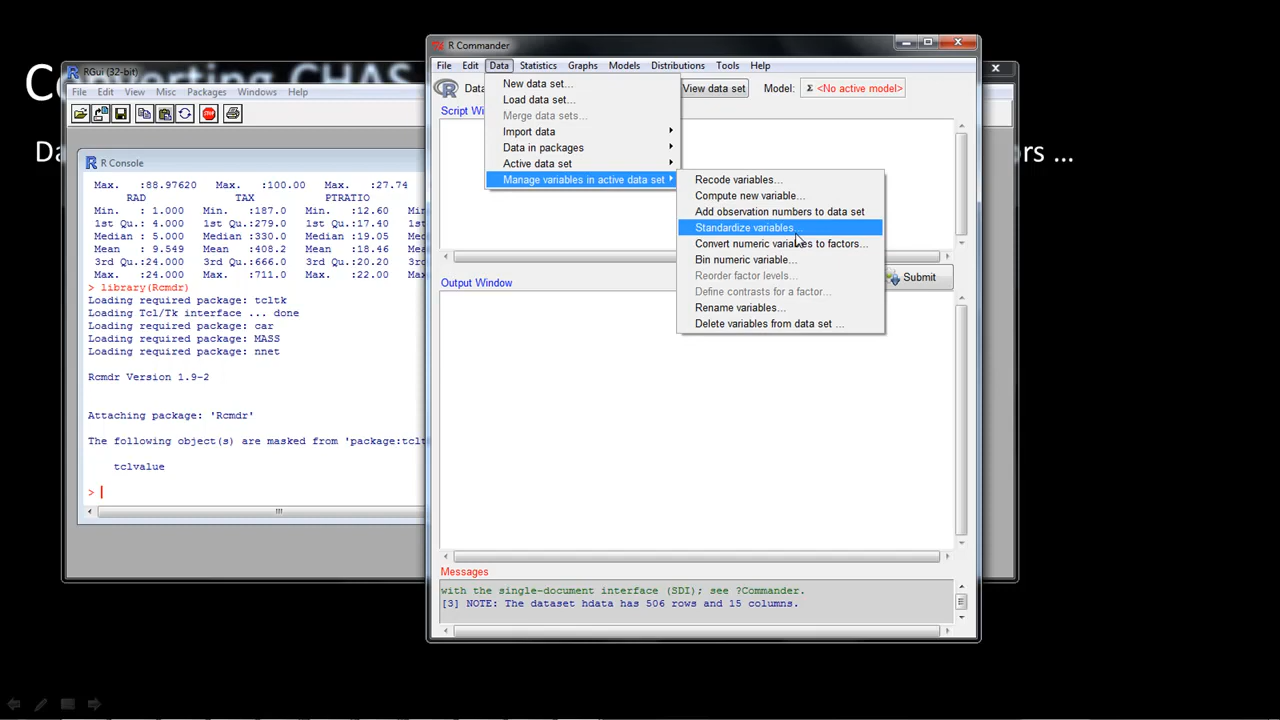 Converting CHAS
Da
ors ...
RGui (32-bit)
File Edit View Misc Packages Windows Help
R Console
Max. :88.97620 Max. :100.00 Max. :27.74
RAD TAX PTRATIO
Min. : 1.000 Min. :187.0 Min. :12.60
1st Qu.: 4.000 1st Qu.:279.0 1st Qu.:17.40
Median : 5.000 Median :330.0 Median :19.05
Mean : 9.549 Mean :408.2 Mean :18.46
3rd Qu.:24.000 3rd Qu.:666.0 3rd Qu.:20.20
Max. :24.000 Max. :711.0 Max. :22.00
> library(Rcmdr)
Loading required package: tcltk
Loading Tcl/Tk interface ... done
Loading required package: car
Loading required package: MASS
Loading required package: nnet
Rcmdr Version 1.9-2
Attaching package: 'Rcmdr'
The following object(s) are masked from 'package:tclt
tclvalue
>
R Commander
File Edit Data Statistics Graphs Models Distributions Tools Help
Data View data set Model: Σ <No active model>
Script Wi
New data set...
Load data set...
Merge data sets...
Import data
Data in packages
Active data set
Manage variables in active data set
Recode variables...
Compute new variable...
Add observation numbers to data set
Standardize variables...
Convert numeric variables to factors...
Bin numeric variable...
Reorder factor levels...
Define contrasts for a factor...
Rename variables...
Delete variables from data set ...
Output Window
Submit
Messages
with the single-document interface (SDI); see ?Commander.
[3] NOTE: The dataset hdata has 506 rows and 15 columns.